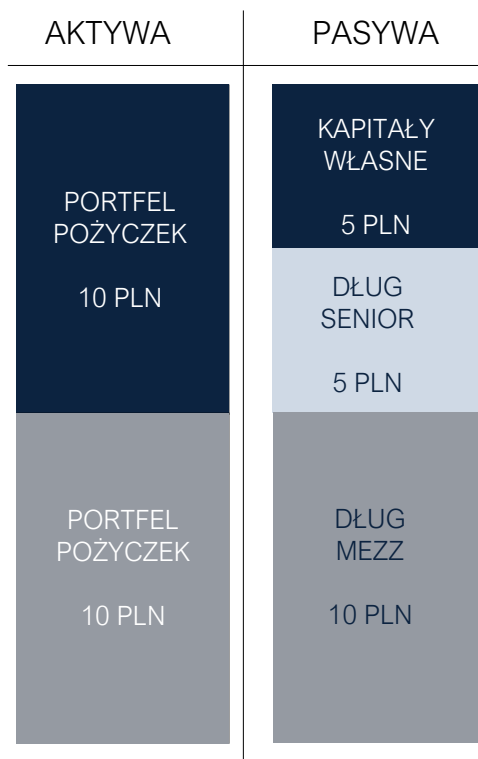 AKTYWA
PASYWA
PORTFEL
POŻYCZEK
10 PLN
PORTFEL
POŻYCZEK
10 PLN
KAPITAŁY
WŁASNE
5 PLN
DŁUG
SENIOR
5 PLN
DŁUG
MEZZ
10 PLN